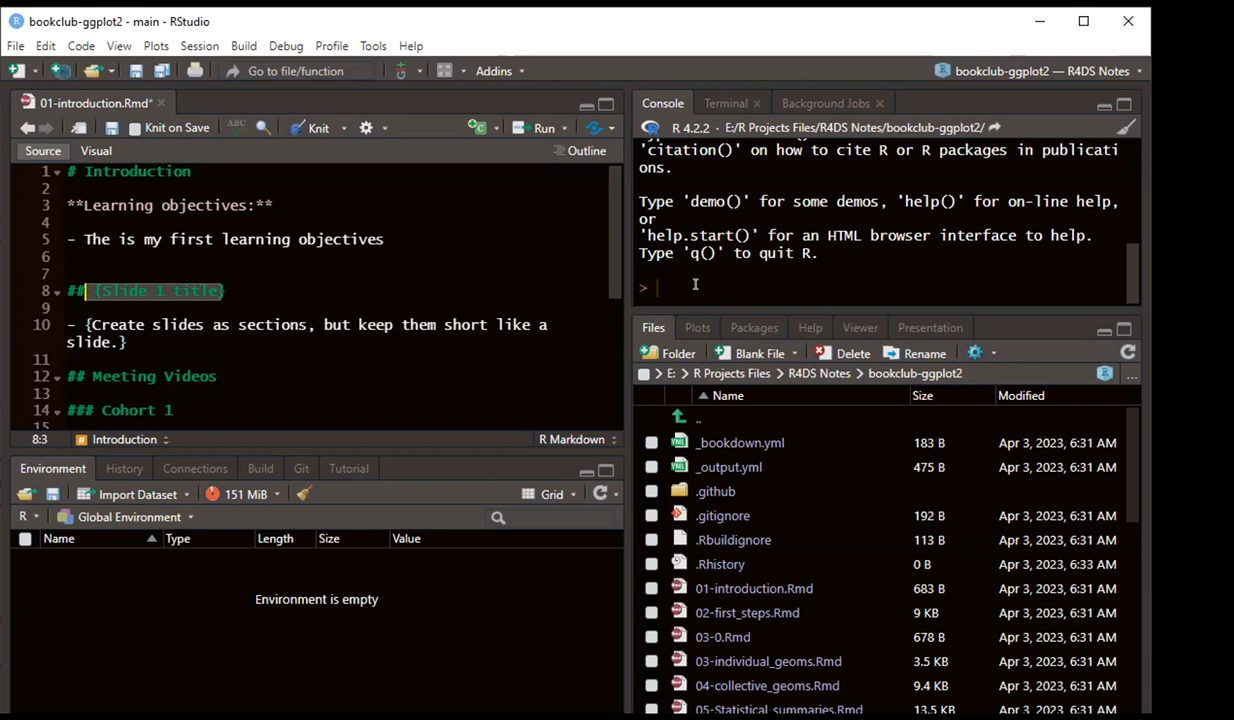 bookclub-ggplot2 - main - RStudio
File Edit Code View Plots Session Build Debug Profile Tools Help
Go to file/function Addins bookclub-ggplot2 — R4DS Notes
01-introduction.Rmd*
Knit on Save ABC Knit Run
Source Visual Outline
1 # Introduction
2
3 **Learning objectives:**
4
5 - The is my first learning objectives
6
7
8 ## {Slide 1 title}
9
10 - {Create slides as sections, but keep them short like a
slide.}
11
12 ## Meeting Videos
13
14 ### Cohort 1
15
8:3 # Introduction R Markdown
Environment History Connections Build Git Tutorial
Import Dataset 151 MiB Grid
R Global Environment
Name Type Length Size Value
Environment is empty
Console Terminal Background Jobs
R 4.2.2 · E:/R Projects Files/R4DS Notes/bookclub-ggplot2/
'citation()' on how to cite R or R packages in publicati
ons.
Type 'demo()' for some demos, 'help()' for on-line help,
or
'help.start()' for an HTML browser interface to help.
Type 'q()' to quit R.
>
Files Plots Packages Help Viewer Presentation
Folder Blank File Delete Rename
E: R Projects Files R4DS Notes bookclub-ggplot2 ...
Name Size Modified
..
_bookdown.yml 183 B Apr 3, 2023, 6:31 AM
_output.yml 475 B Apr 3, 2023, 6:31 AM
.github
.gitignore 192 B Apr 3, 2023, 6:31 AM
.Rbuildignore 113 B Apr 3, 2023, 6:31 AM
.Rhistory 0 B Apr 3, 2023, 6:33 AM
01-introduction.Rmd 683 B Apr 3, 2023, 6:31 AM
02-first_steps.Rmd 9 KB Apr 3, 2023, 6:31 AM
03-0.Rmd 678 B Apr 3, 2023, 6:31 AM
03-individual_geoms.Rmd 3.5 KB Apr 3, 2023, 6:31 AM
04-collective_geoms.Rmd 9.4 KB Apr 3, 2023, 6:31 AM
05-Statistical_summaries.Rmd 13.5 KB Apr 3, 2023, 6:31 AM